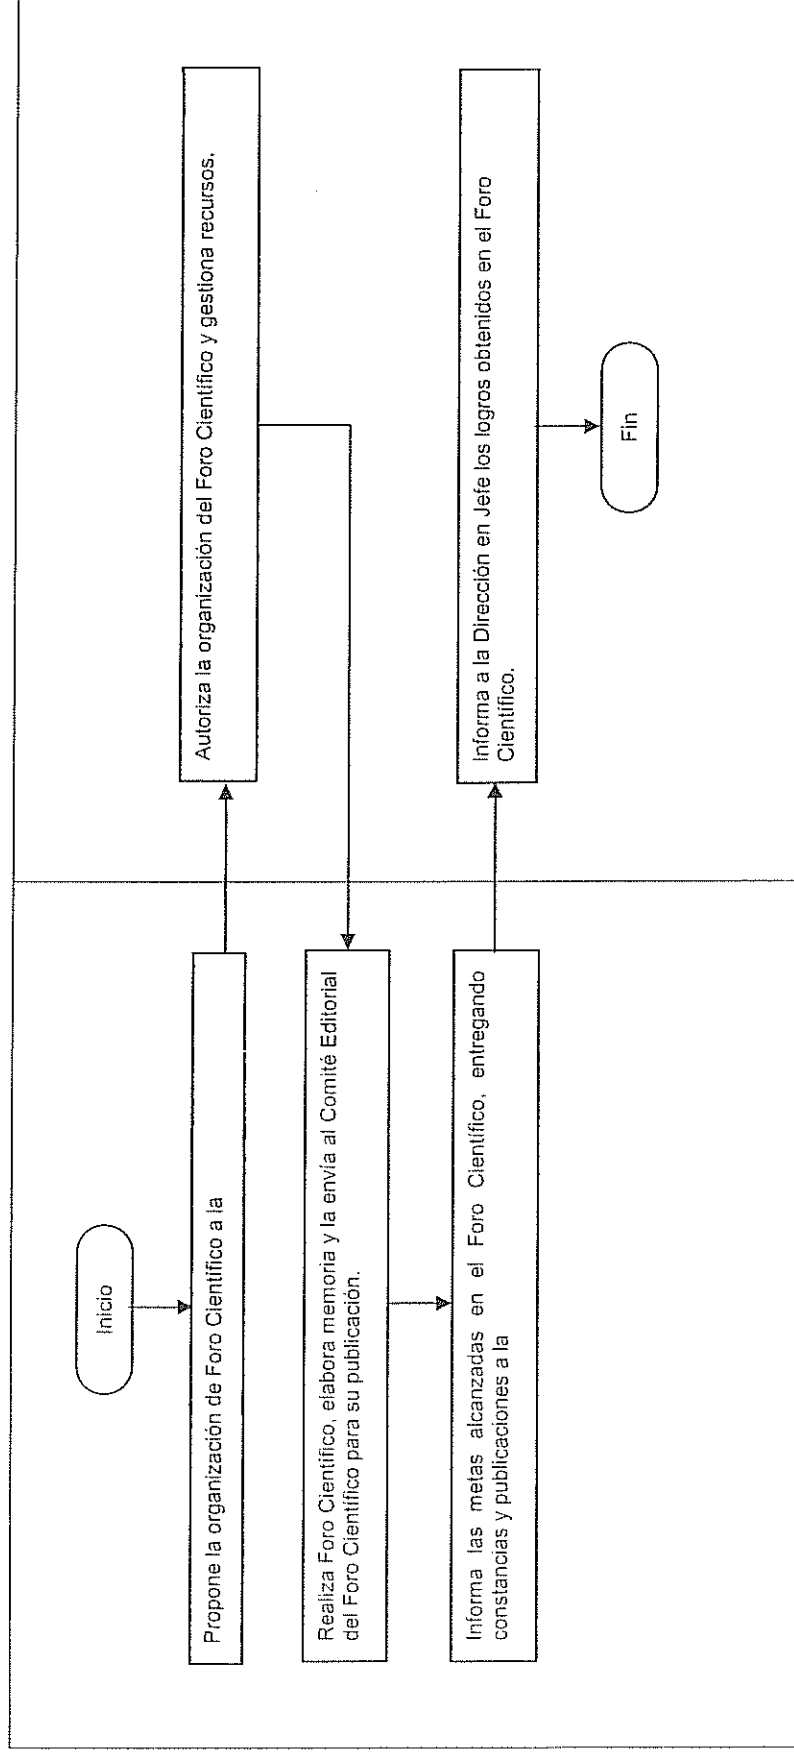 Inicio
Propone la organización de Foro Científico a la
Autoriza la organización del Foro Científico y gestiona recursos.
Realiza Foro Científico, elabora memoria y la envía al Comité Editorial
del Foro Científico para su publicación.
Informa las metas alcanzadas en el Foro Científico, entregando
constancias y publicaciones a la
Informa a la Dirección en Jefe los logros obtenidos en el Foro
Científico.
Fin